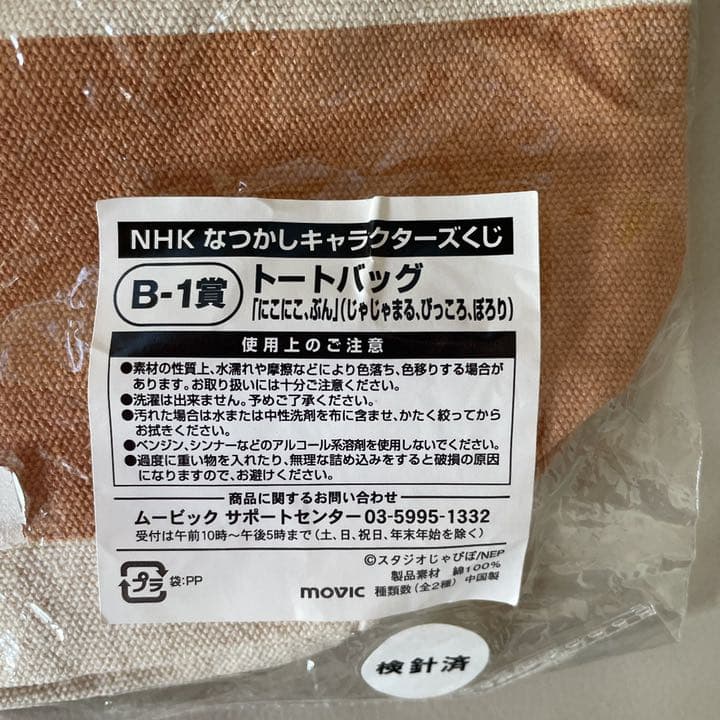 NHK なつかしキャラクターズくじ
B-1賞
トートバッグ
「にこにこ、ぷん」(じゃじゃまる、ぴっころ、ぽろり)
使用上のご注意
●素材の性質上、水濡れや摩擦などにより色落ち、色移りする場合が
あります。お取り扱いには十分ご注意ください。
●洗濯は出来ません。予めご了承ください。
●汚れた場合は水または中性洗剤を布に含ませ、かたく絞ってから
お拭きください。
●ベンジン、シンナーなどのアルコール系溶剤を使用しないでください。
●過度に重い物を入れたり、無理な詰め込みをすると破損の原因
になりますので、お避けください。
商品に関するお問い合わせ
ムービック サポートセンター 03-5995-1332
受付は午前10時～午後5時まで(土、日、祝日、年末年始を除く)
©スタジオじゃぴぽ/NEP
製品素材 綿100%
プラ 袋:PP
movic 種類数(全2種) 中国製
検針済